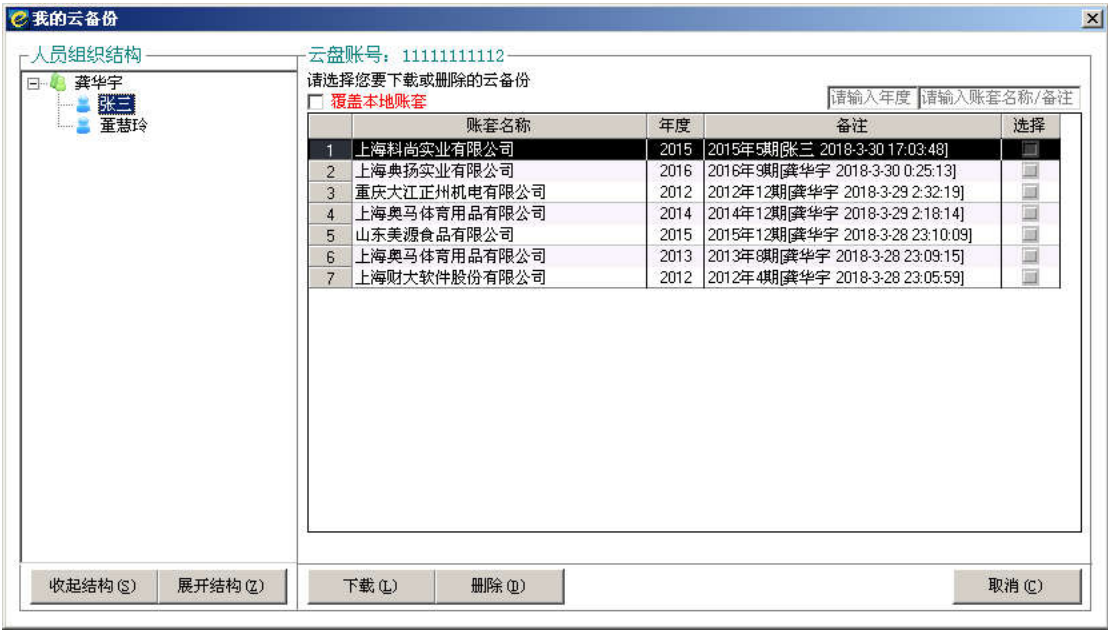 我的云备份
人员组织结构
龚华宇
张三
董慧玲
收起结构(S)
展开结构(Z)
云盘账号：11111111112
请选择您要下载或删除的云备份
覆盖本地账套
请输入年度 请输入账套名称/备注
账套名称 年度 备注 选择
1 上海料尚实业有限公司 2015 2015年5期[张三 2018-3-30 17:03:48]
2 上海典扬实业有限公司 2016 2016年9期[龚华宇 2018-3-30 0:25:13]
3 重庆大江正州机电有限公司 2012 2012年12期[龚华宇 2018-3-29 2:32:19]
4 上海奥马体育用品有限公司 2014 2014年12期[龚华宇 2018-3-29 2:18:14]
5 山东美源食品有限公司 2015 2015年12期[龚华宇 2018-3-28 23:10:09]
6 上海奥马体育用品有限公司 2013 2013年8期[龚华宇 2018-3-28 23:09:15]
7 上海财大软件股份有限公司 2012 2012年4期[龚华宇 2018-3-28 23:05:59]
下载(L)
删除(D)
取消(C)